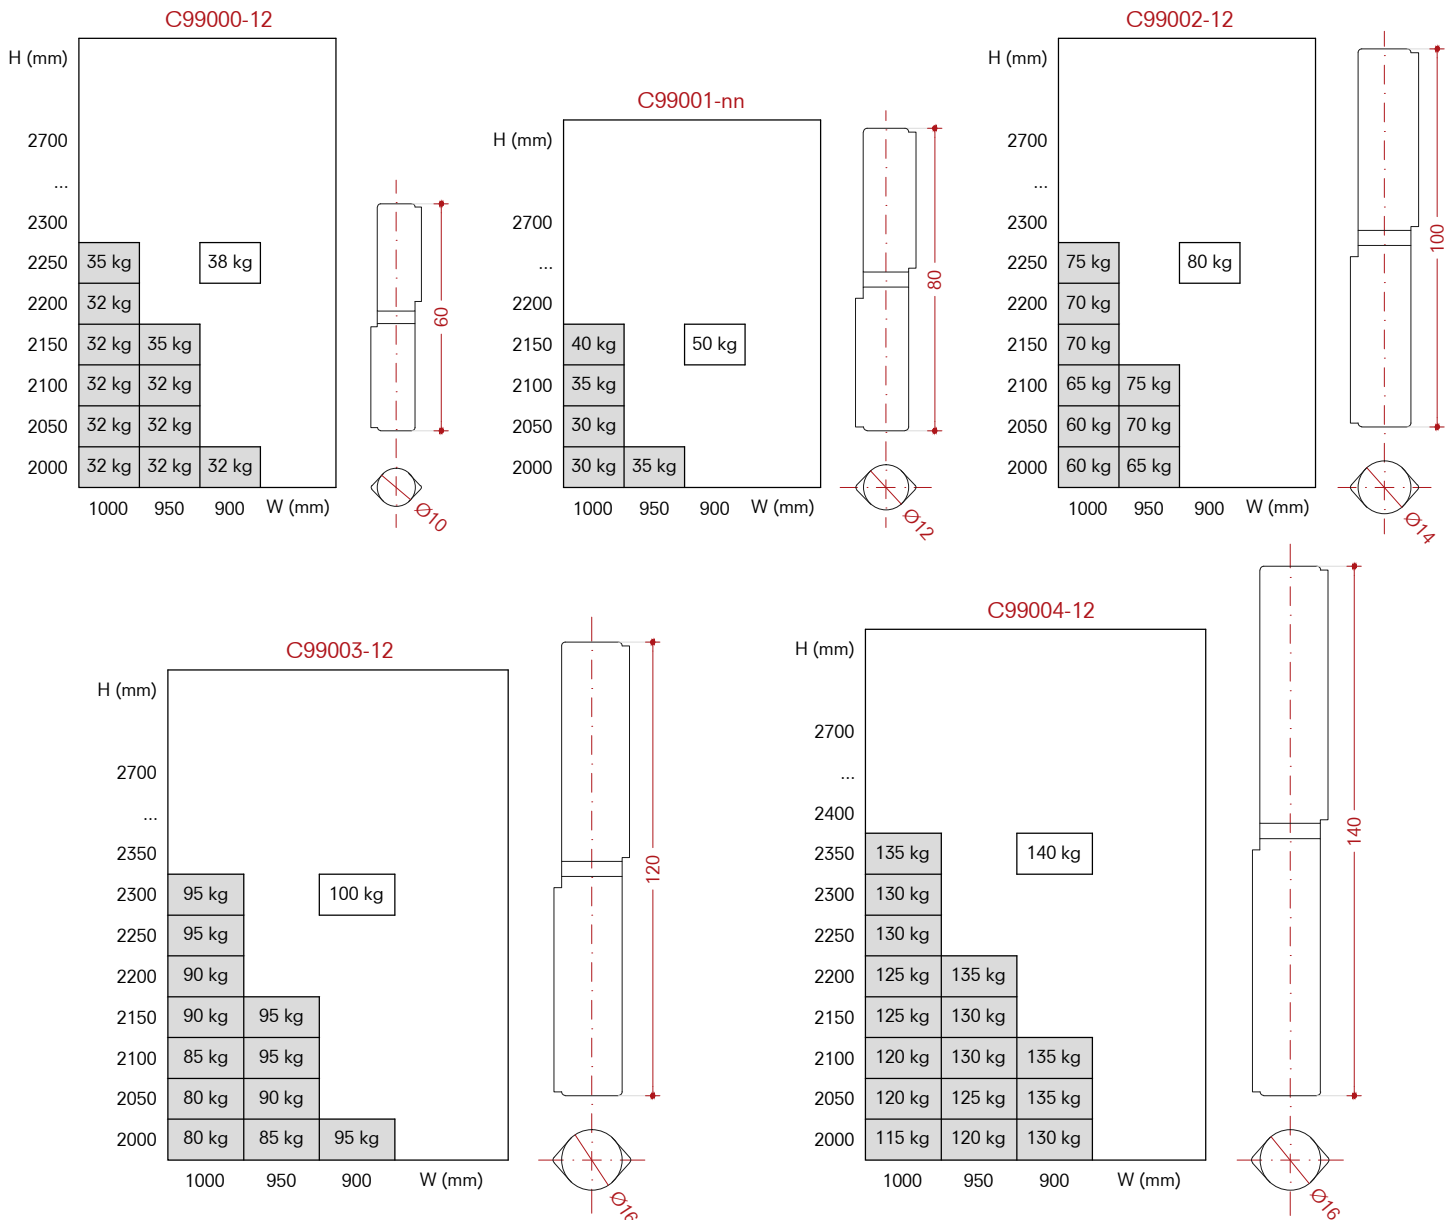 C99000-12
H (mm)
2700
...
2300
2250 35 kg 38 kg
2200 32 kg
2150 32 kg 35 kg
2100 32 kg 32 kg
2050 32 kg 32 kg
2000 32 kg 32 kg 32 kg
1000 950 900 W (mm)
60
Ø10
C99001-nn
H (mm)
2700
...
2200
2150 40 kg 50 kg
2100 35 kg
2050 30 kg
2000 30 kg 35 kg
1000 950 900 W (mm)
80
Ø12
C99002-12
H (mm)
2700
...
2300
2250 75 kg 80 kg
2200 70 kg
2150 70 kg
2100 65 kg 75 kg
2050 60 kg 70 kg
2000 60 kg 65 kg
1000 950 900 W (mm)
100
Ø14
C99003-12
H (mm)
2700
...
2350
2300 95 kg 100 kg
2250 95 kg
2200 90 kg
2150 90 kg 95 kg
2100 85 kg 95 kg
2050 80 kg 90 kg
2000 80 kg 85 kg 95 kg
1000 950 900 W (mm)
120
Ø16
C99004-12
H (mm)
2700
...
2400
2350 135 kg 140 kg
2300 130 kg
2250 130 kg
2200 125 kg 135 kg
2150 125 kg 130 kg
2100 120 kg 130 kg 135 kg
2050 120 kg 125 kg 135 kg
2000 115 kg 120 kg 130 kg
1000 950 900 W (mm)
140
Ø16